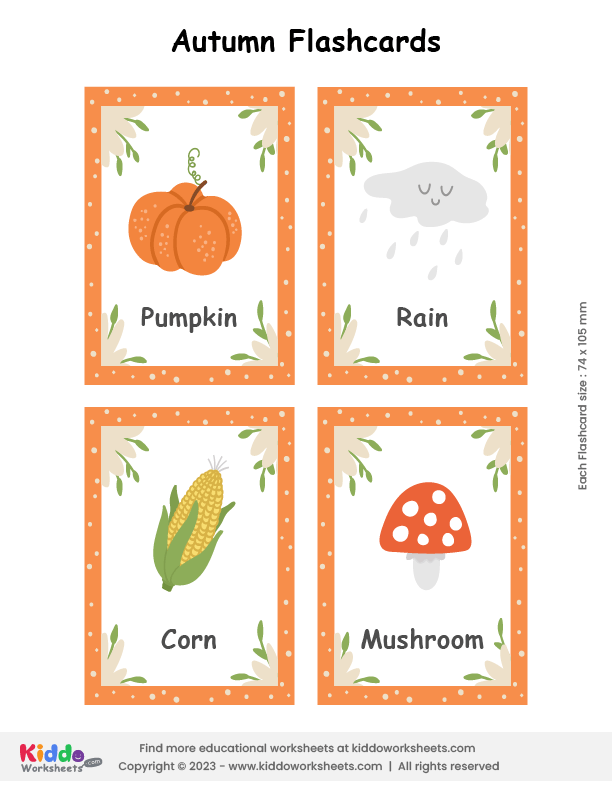 Autumn Flashcards
Pumpkin
Rain
Each Flashcard size : 74 x 105 mm
Corn
Mushroom
Kiddo
Worksheets.com
Find more educational worksheets at kiddoworksheets.com
Copyright © 2023 - www.kiddoworksheets.com | All rights reserved